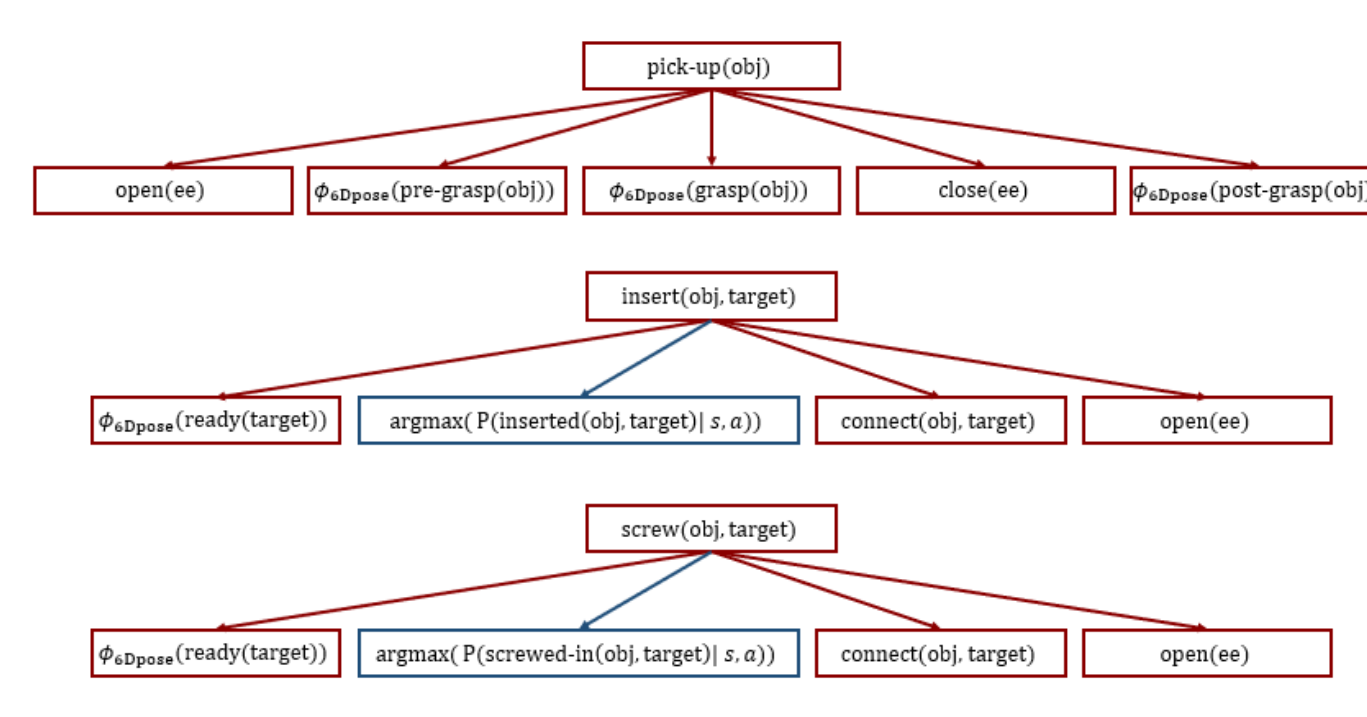 pick-up(obj)
open(ee)
ϕ₆Dpose(pre-grasp(obj))
ϕ₆Dpose(grasp(obj))
close(ee)
ϕ₆Dpose(post-grasp(obj)
insert(obj, target)
ϕ₆Dpose(ready(target))
argmax( P(inserted(obj, target)| s, a))
connect(obj, target)
open(ee)
screw(obj, target)
ϕ₆Dpose(ready(target))
argmax( P(screwed-in(obj, target)| s, a))
connect(obj, target)
open(ee)